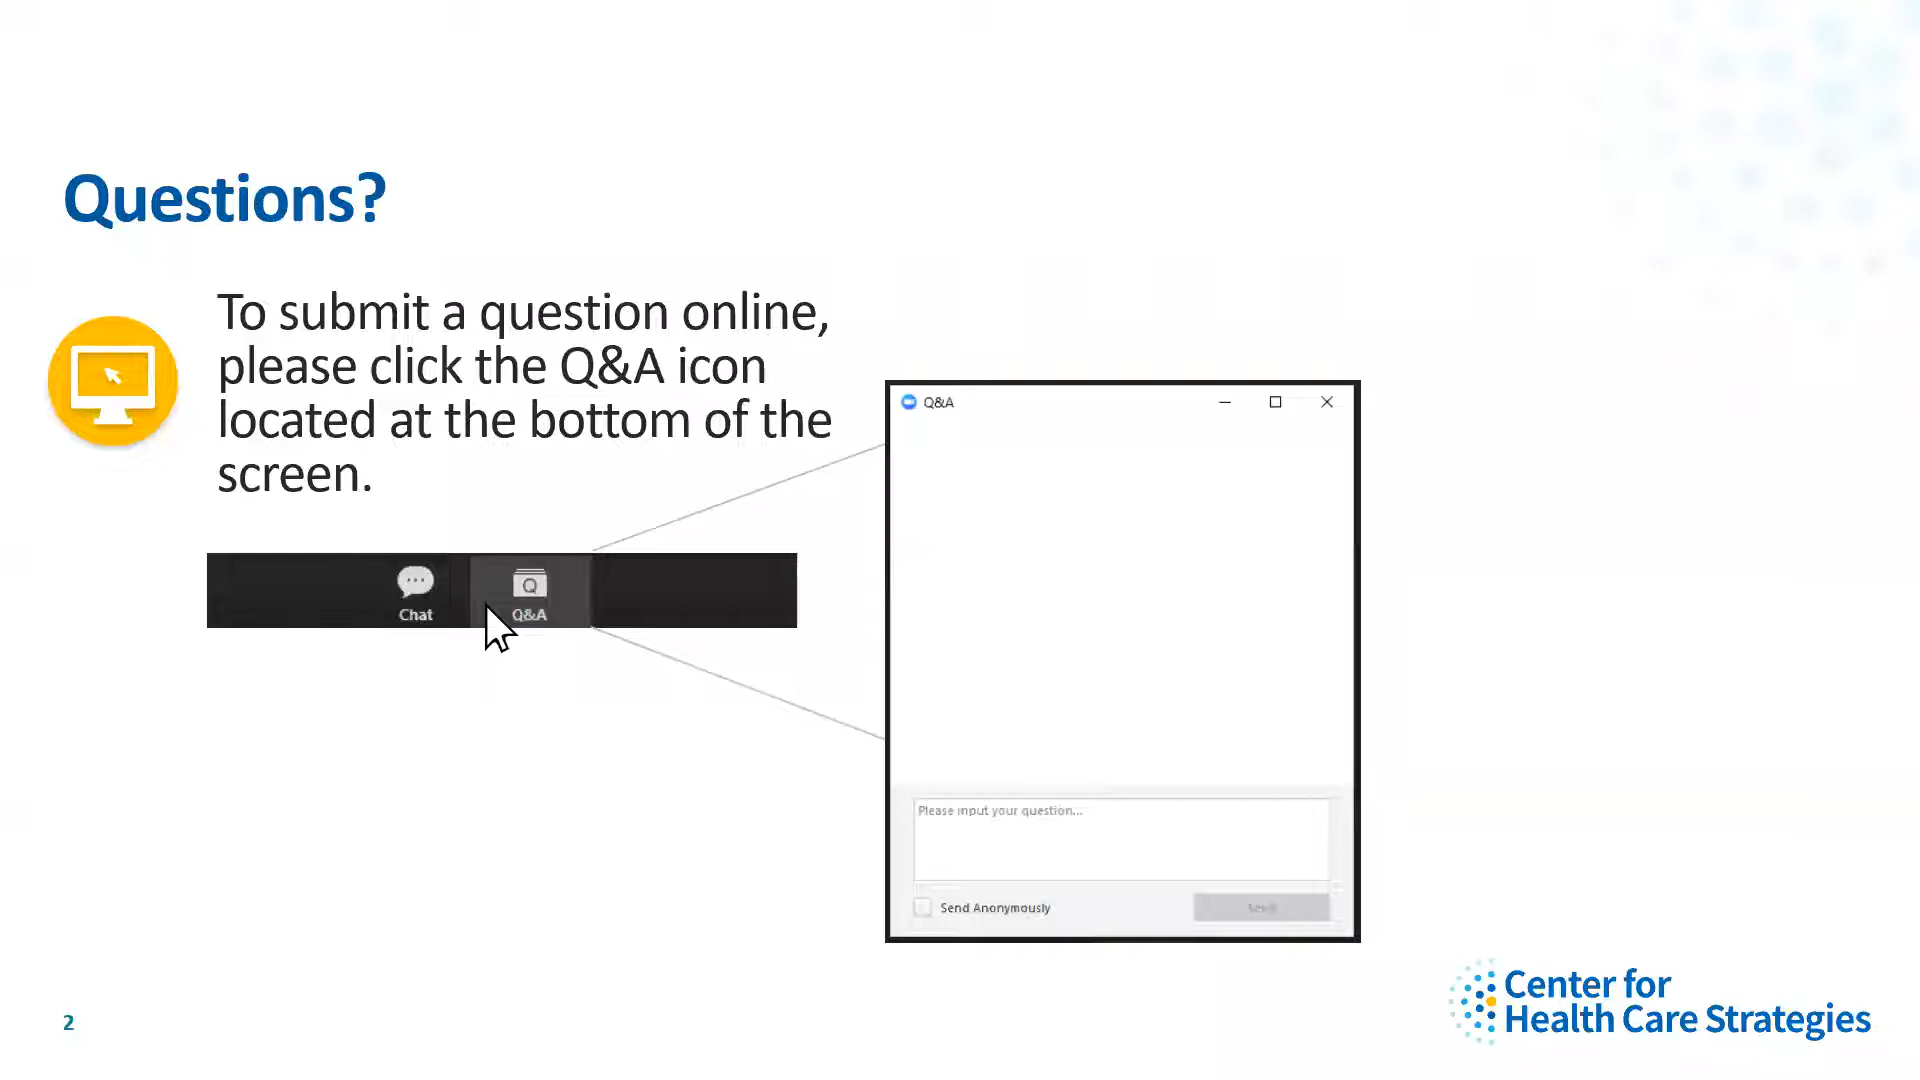 Questions?
To submit a question online,
please click the Q&A icon
located at the bottom of the
screen.
Chat
Q
Q&A
Q&A
Please input your question...
Send Anonymously
Send
2
Center for
Health Care Strategies